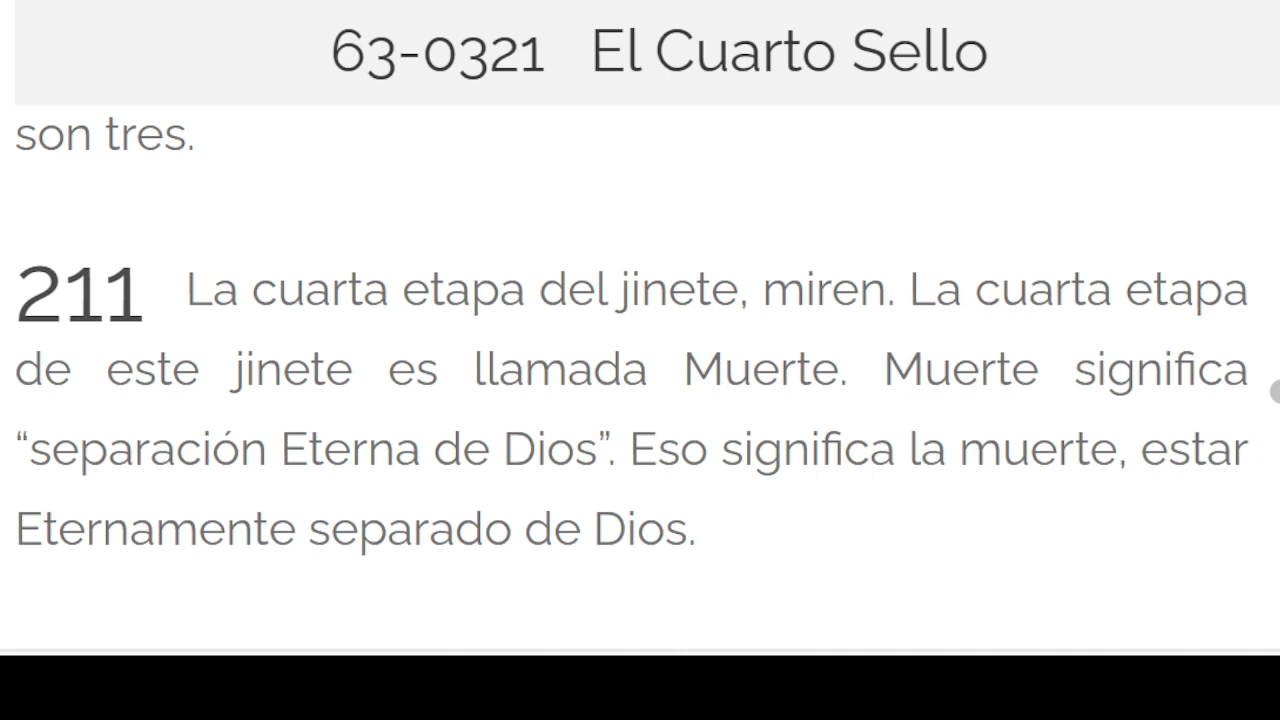 63-0321 El Cuarto Sello
son tres.
211 La cuarta etapa del jinete, miren. La cuarta etapa
de este jinete es llamada Muerte. Muerte significa
“separación Eterna de Dios”. Eso significa la muerte, estar
Eternamente separado de Dios.